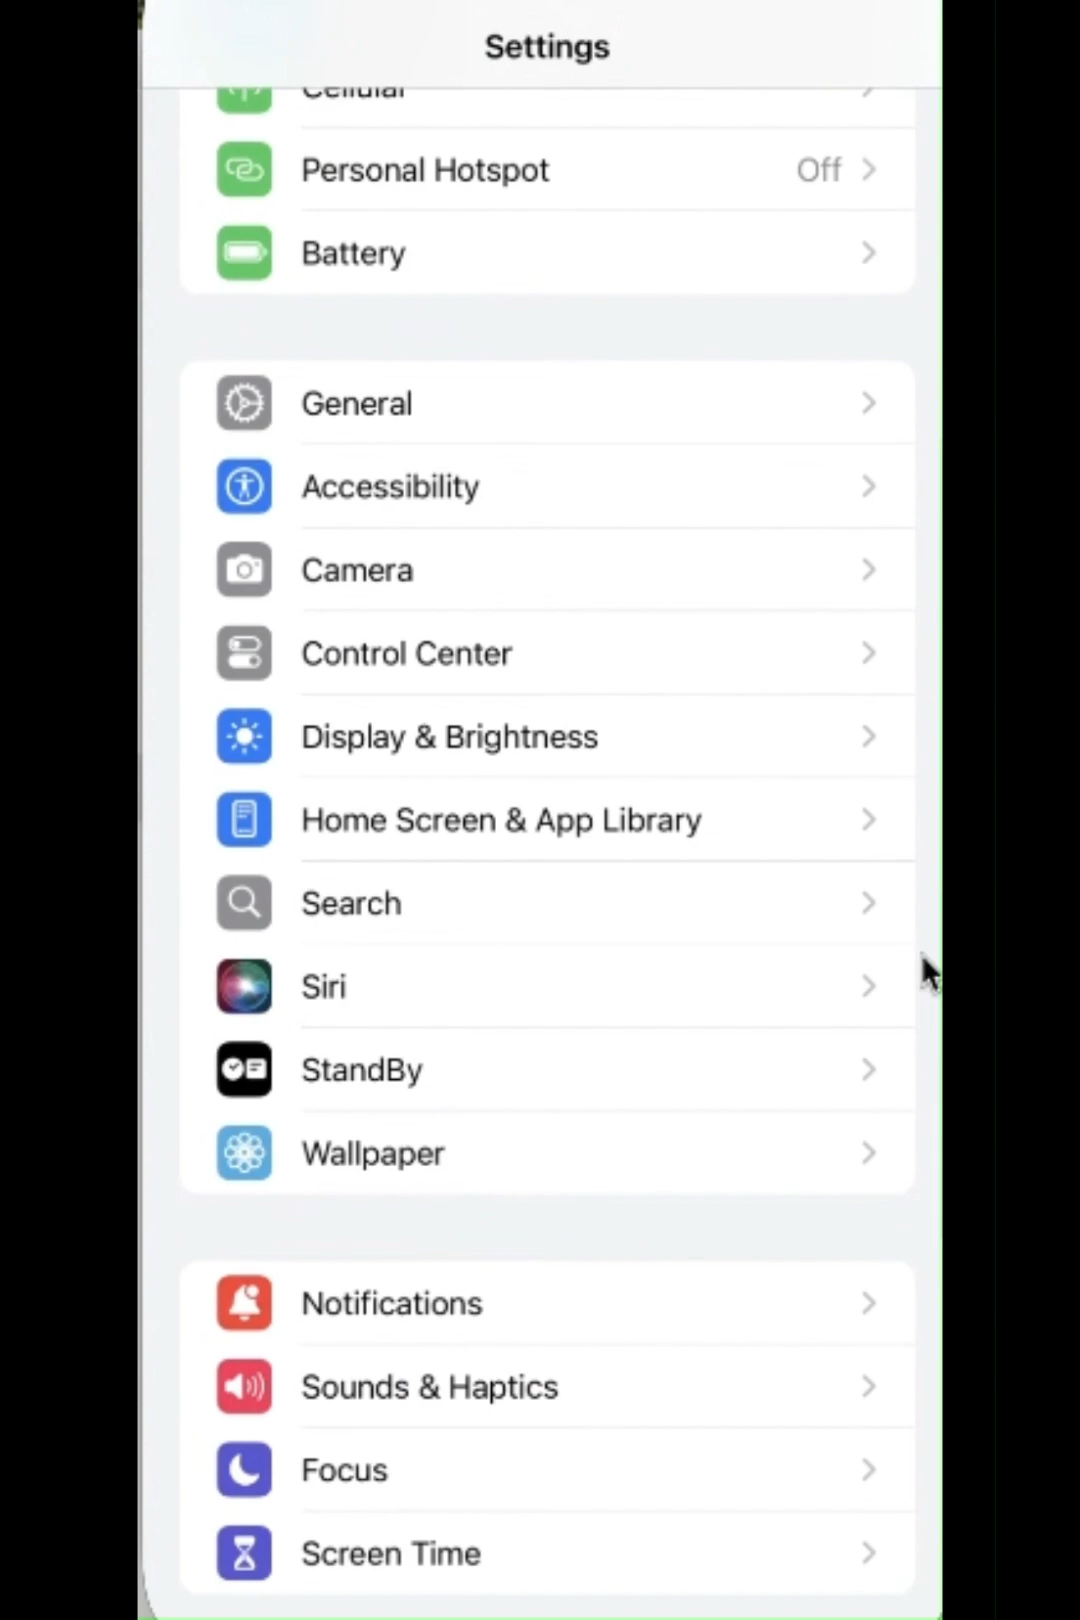 Settings
Cellular
Personal Hotspot Off
Battery
General
Accessibility
Camera
Control Center
Display & Brightness
Home Screen & App Library
Search
Siri
StandBy
Wallpaper
Notifications
Sounds & Haptics
Focus
Screen Time